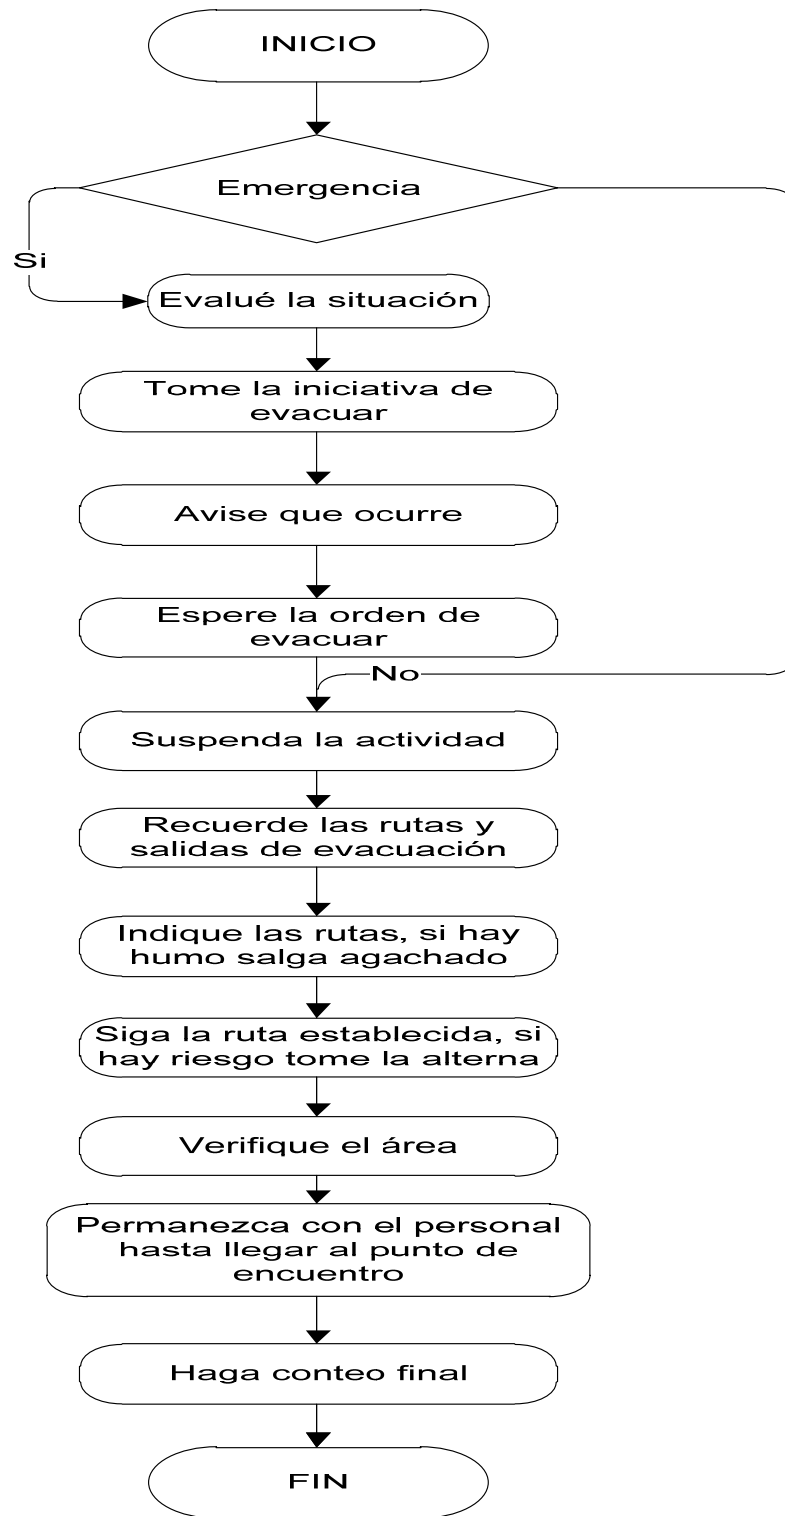 INICIO
Emergencia
Si
Evalué la situación
Tome la iniciativa de
evacuar
Avise que ocurre
Espere la orden de
evacuar
No
Suspenda la actividad
Recuerde las rutas y
salidas de evacuación
Indique las rutas, si hay
humo salga agachado
Siga la ruta establecida, si
hay riesgo tome la alterna
Verifique el área
Permanezca con el personal
hasta llegar al punto de
encuentro
Haga conteo final
FIN